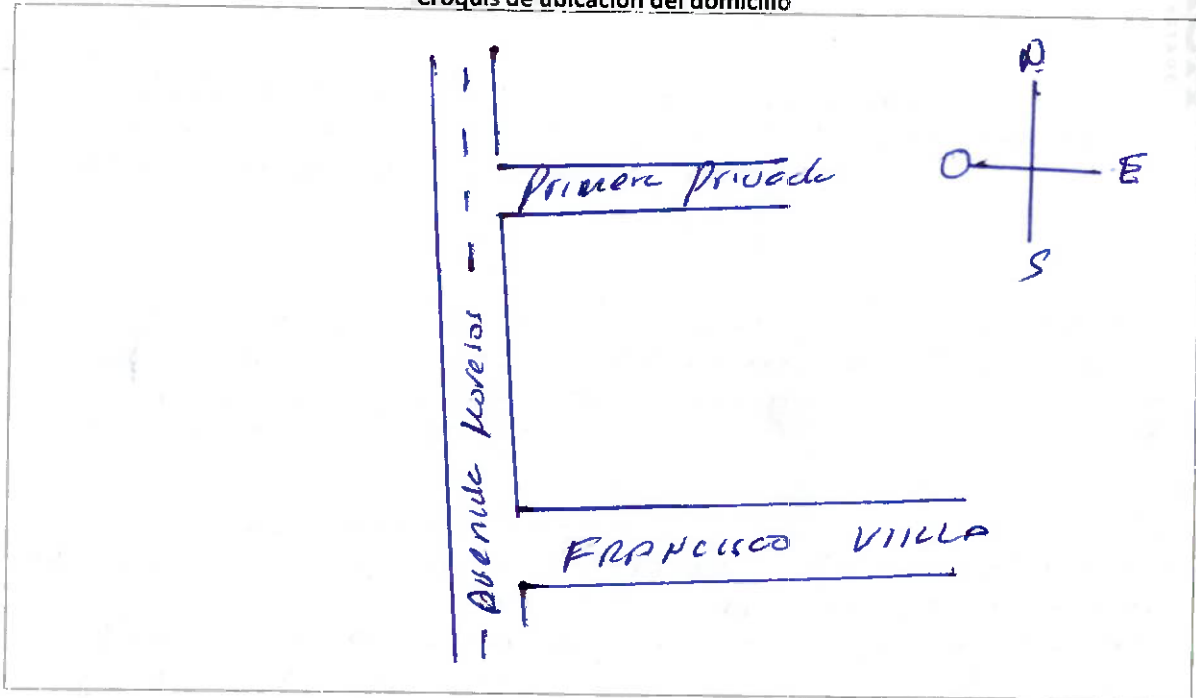 Croquis de ubicación del domicilio
N
O E
S
Primera Privada
Avenida Morelos
FRANCISCO VILLA